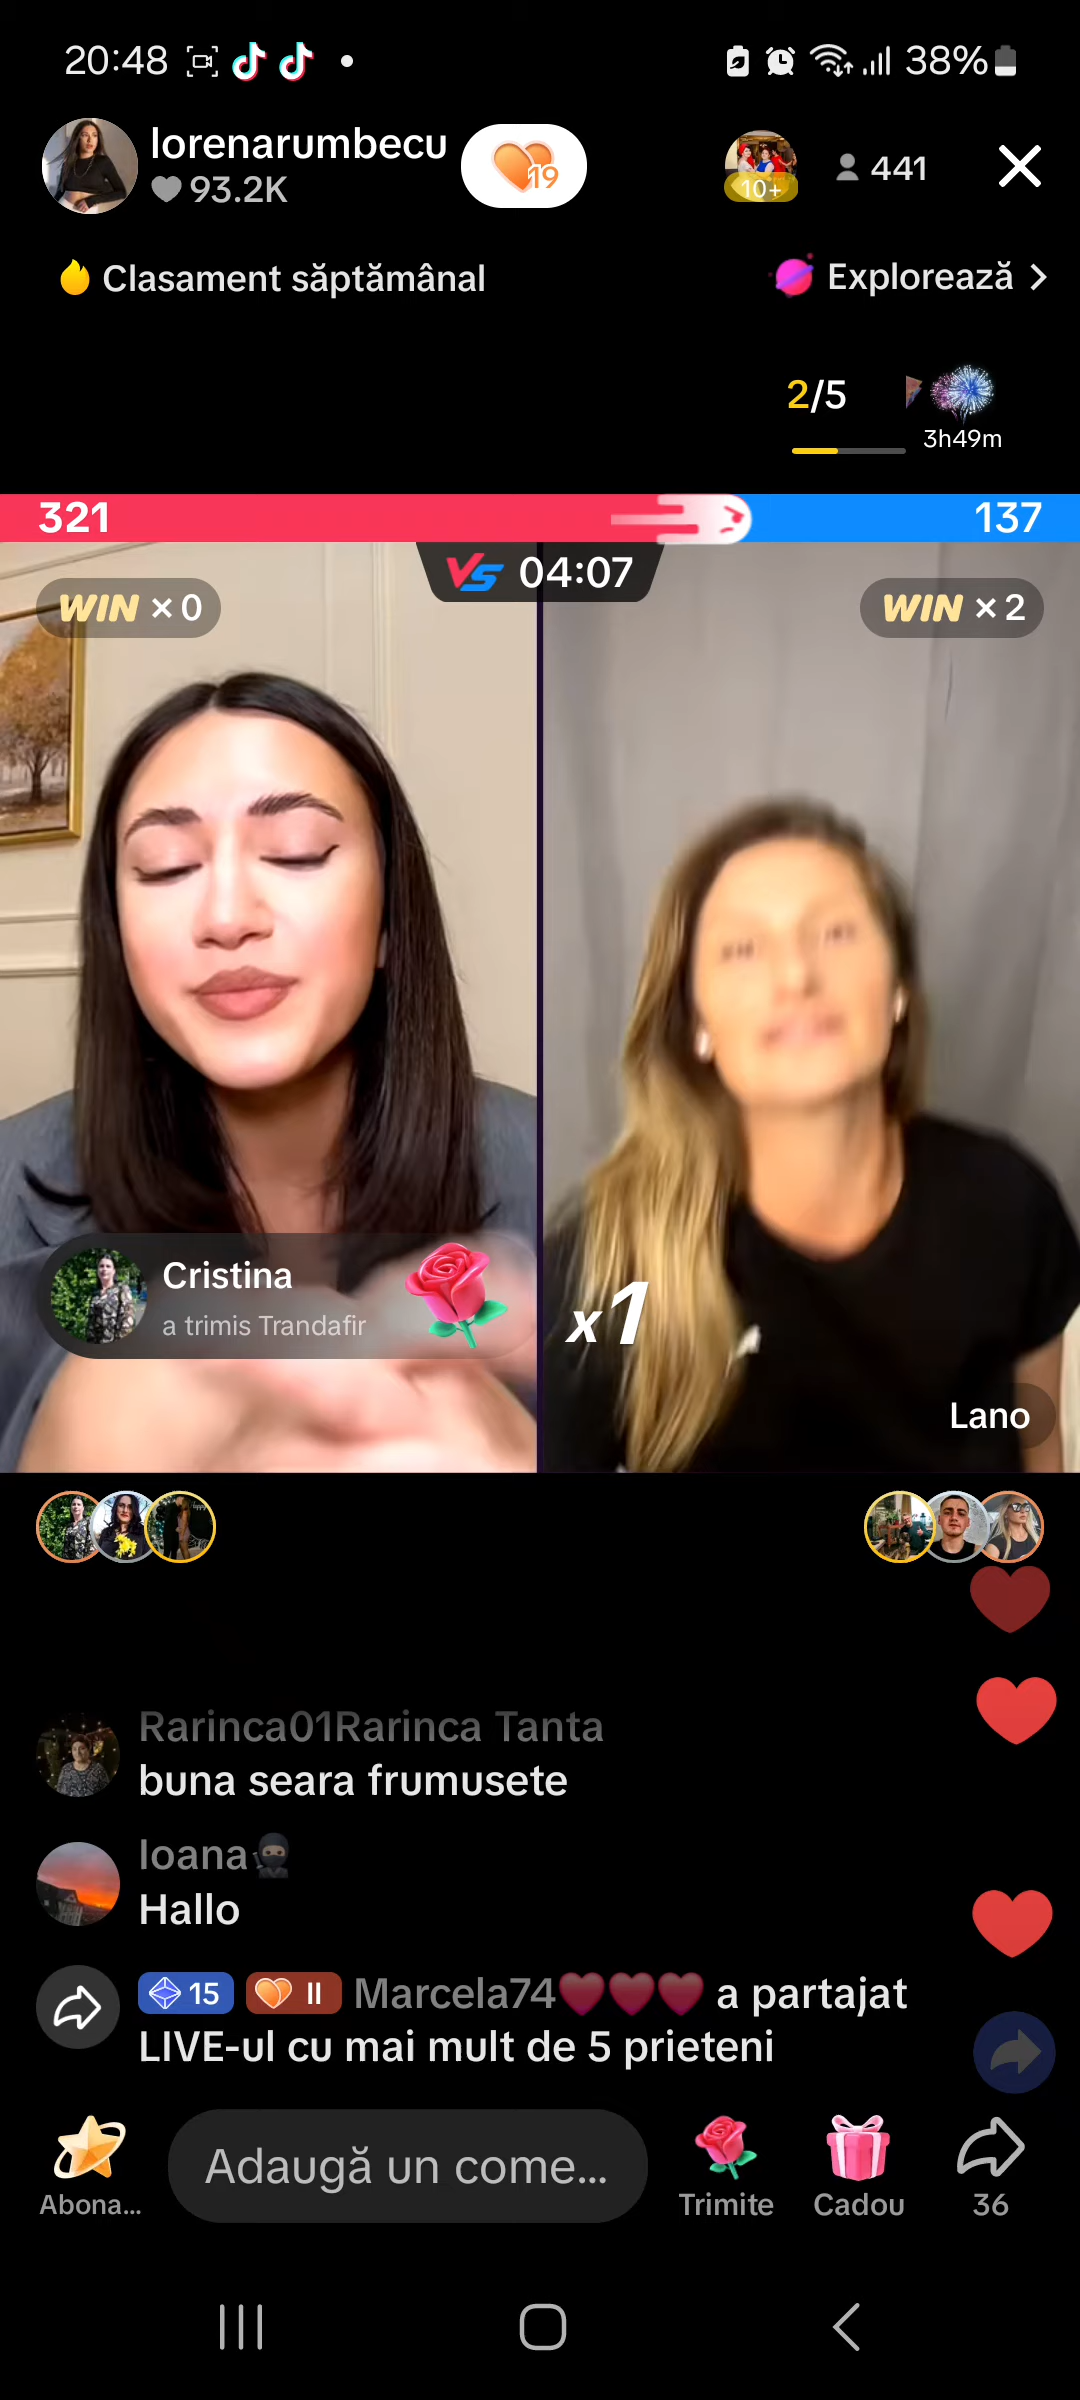 20:48
38%
lorenarumbecu
93.2K
19
10+
441
Clasament săptămânal
Explorează
2/5
3h49m
321
137
VS 04:07
WIN × 0
WIN × 2
Cristina
a trimis Trandafir
x1
Lano
Rarinca01Rarinca Tanta
buna seara frumusete
Ioana🥷
Hallo
15 II Marcela74❤❤❤ a partajat
LIVE-ul cu mai mult de 5 prieteni
Abona...
Adaugă un come...
Trimite
Cadou
36